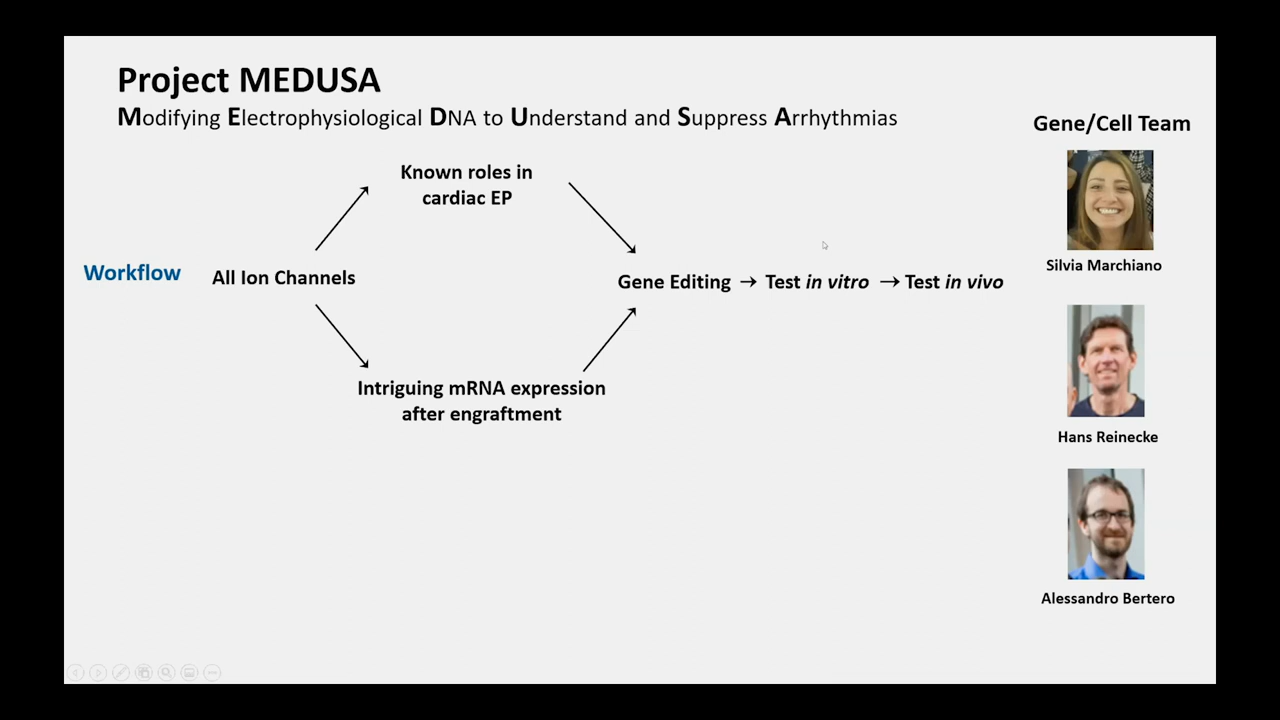 Project MEDUSA
Modifying Electrophysiological DNA to Understand and Suppress Arrhythmias
Gene/Cell Team
Known roles in
cardiac EP
Silvia Marchiano
Workflow
All Ion Channels
Gene Editing → Test in vitro → Test in vivo
Intriguing mRNA expression
after engraftment
Hans Reinecke
Alessandro Bertero